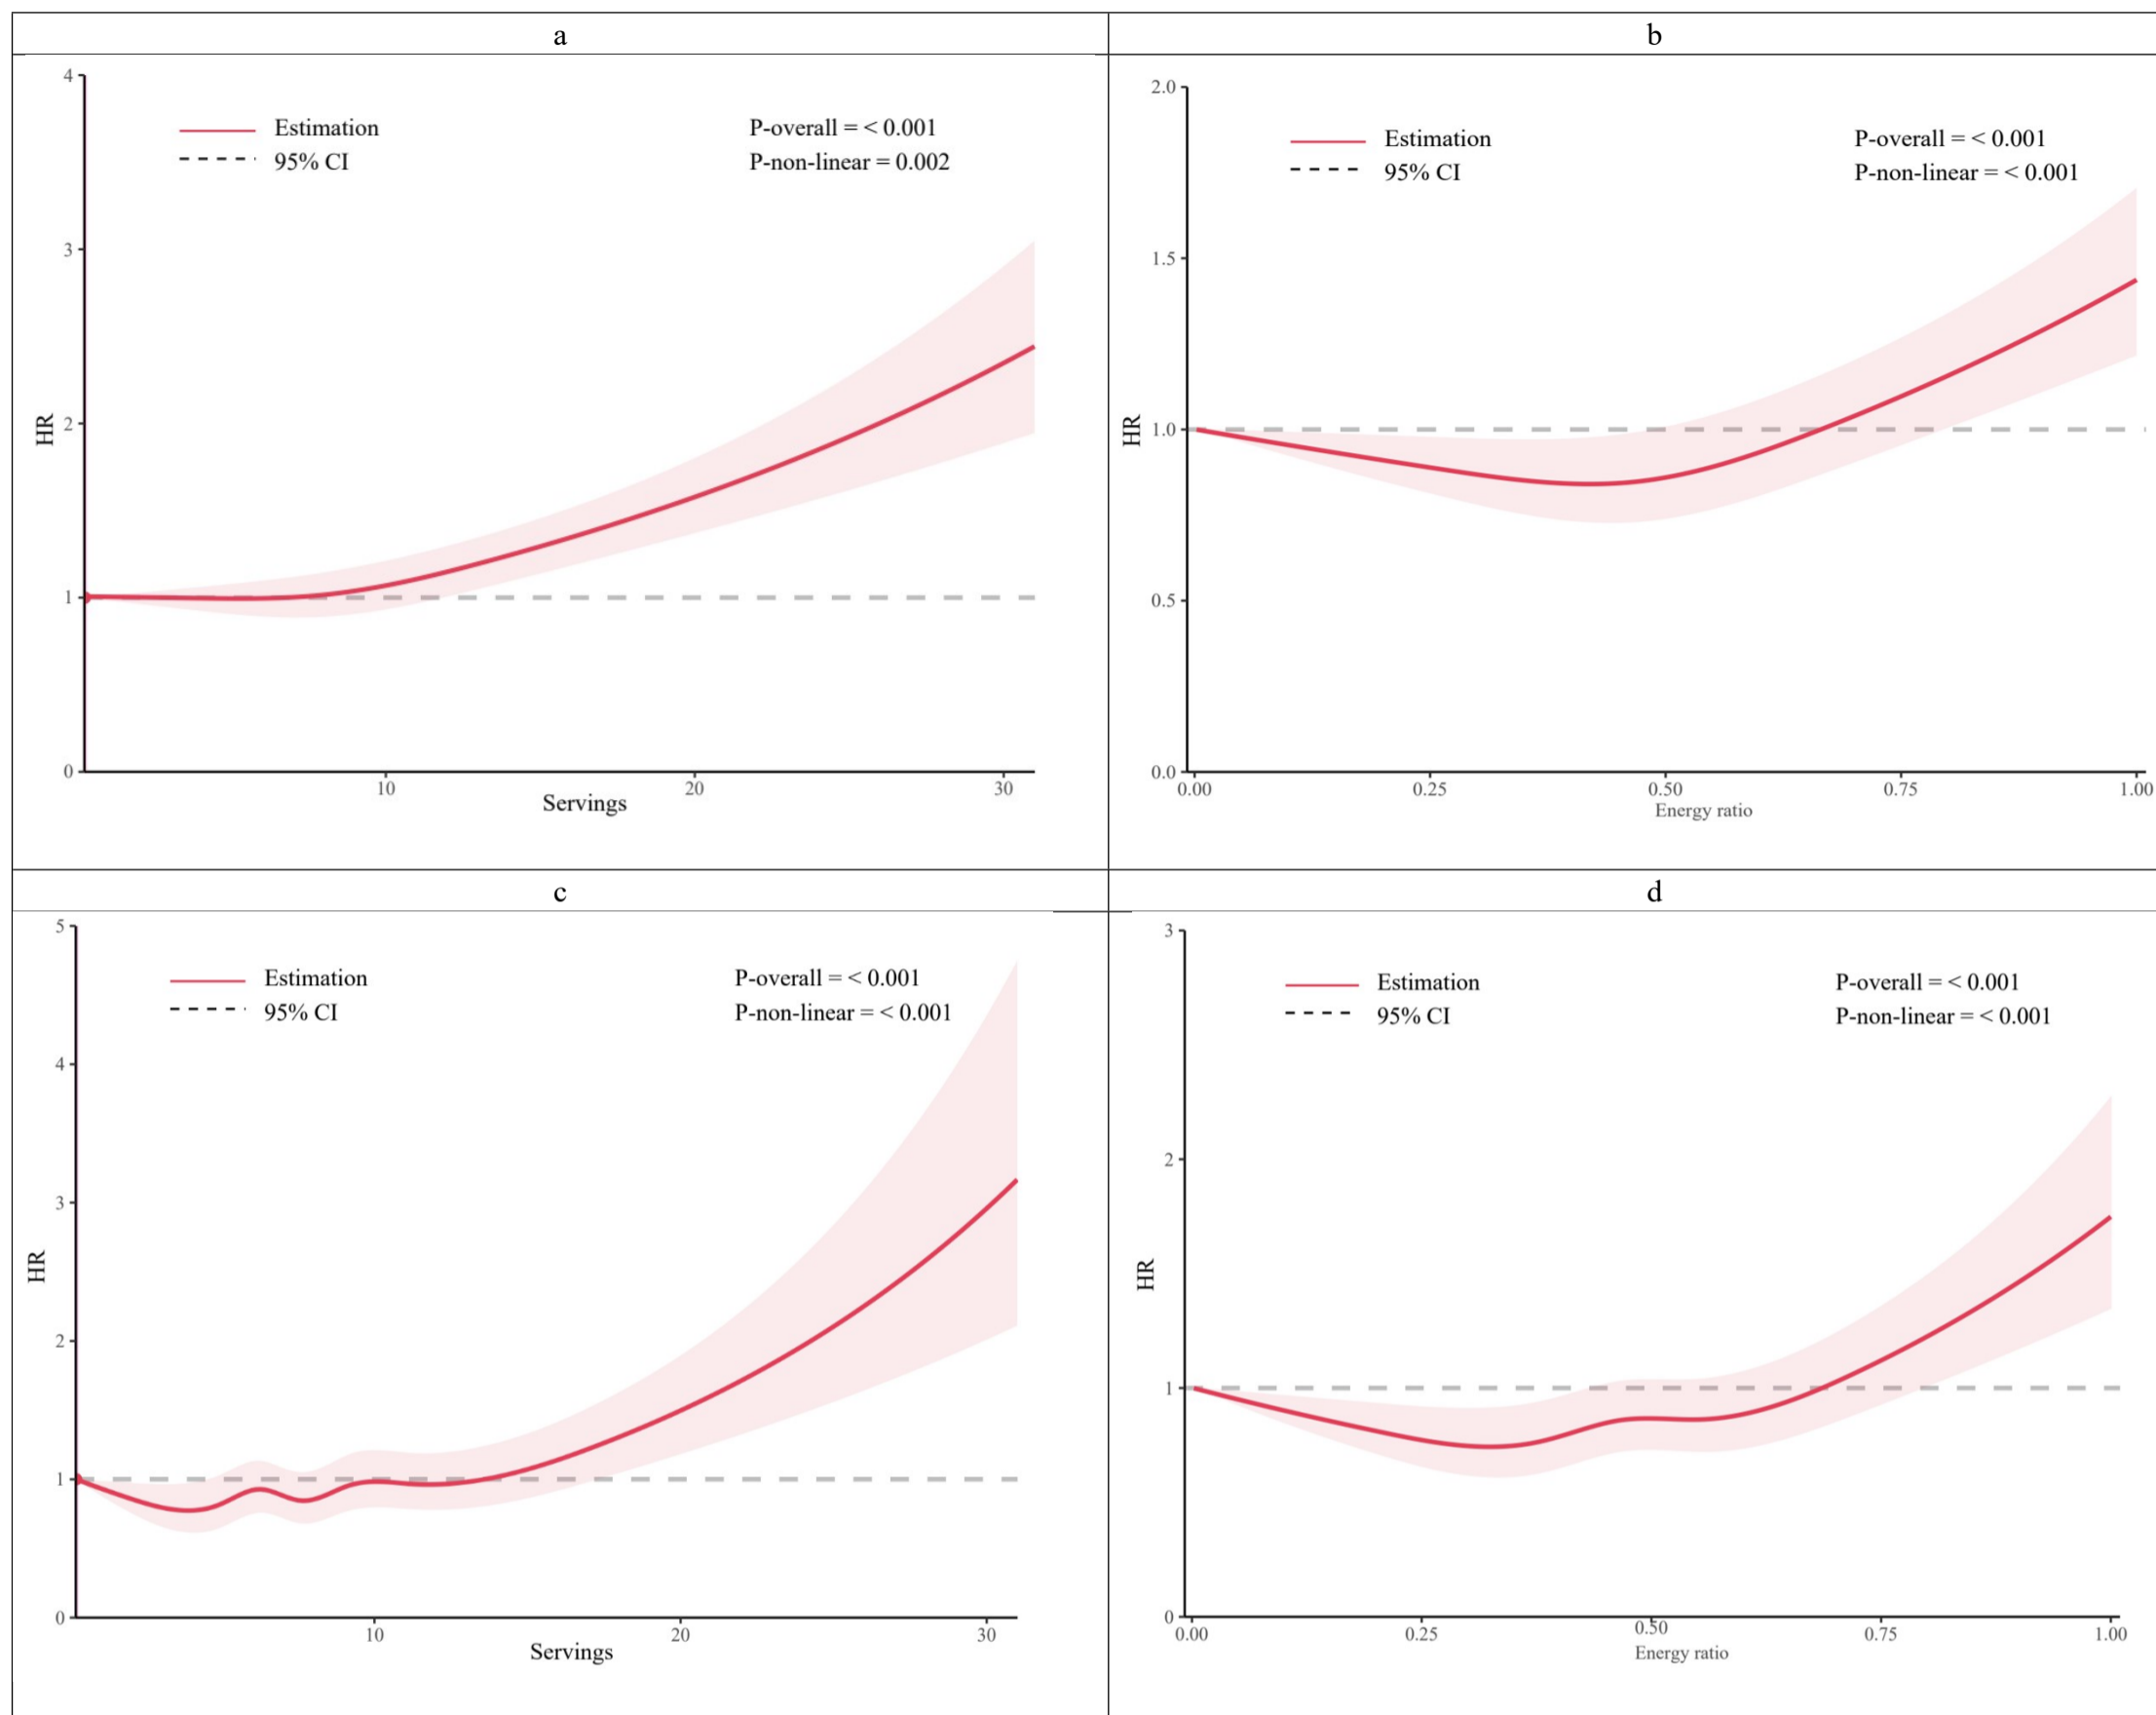 a
4
3
2
1
0
HR
Estimation
95% CI
P-overall = < 0.001
P-non-linear = 0.002
10
20
30
Servings
b
2.0
1.5
1.0
0.5
0.0
HR
Estimation
95% CI
P-overall = < 0.001
P-non-linear = < 0.001
0.00
0.25
0.50
0.75
1.00
Energy ratio
c
5
4
3
2
1
0
HR
Estimation
95% CI
P-overall = < 0.001
P-non-linear = < 0.001
10
20
30
Servings
d
3
2
1
0
HR
Estimation
95% CI
P-overall = < 0.001
P-non-linear = < 0.001
0.00
0.25
0.50
0.75
1.00
Energy ratio